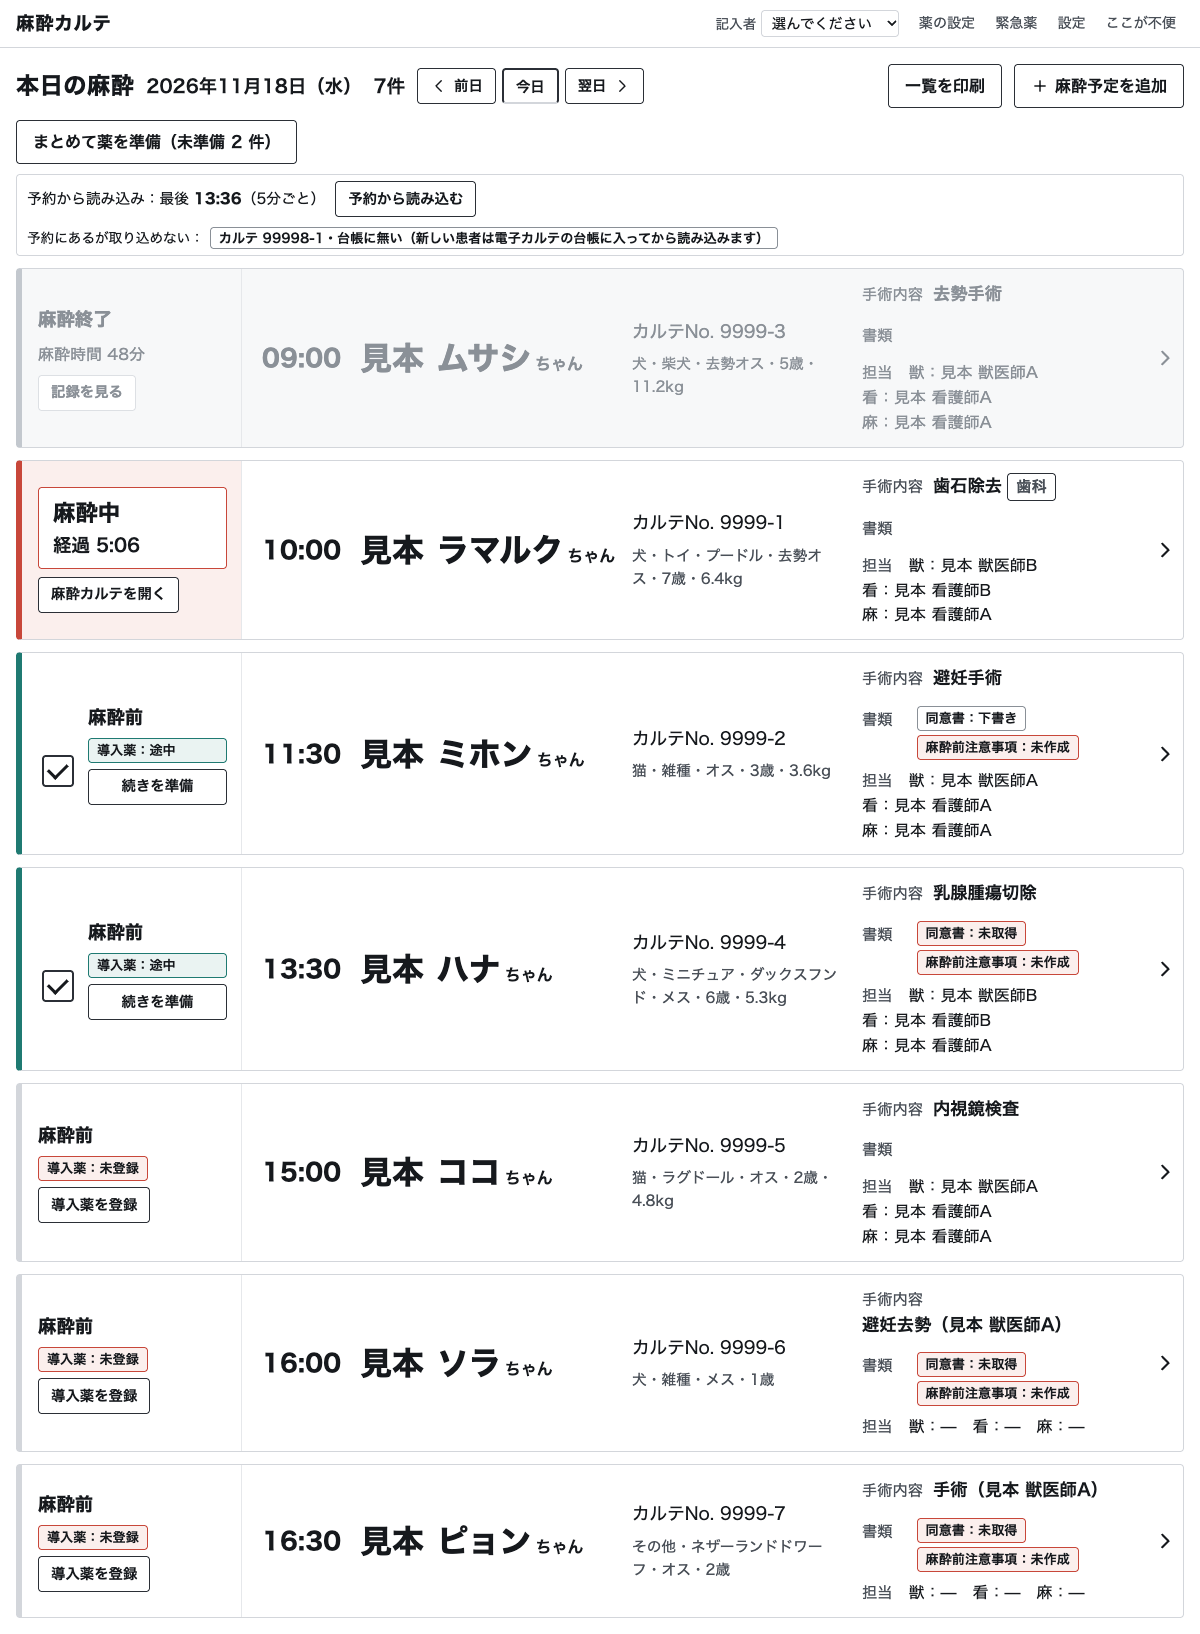 麻酔カルテ
記入者 選んでください 薬の設定 緊急薬 設定 ここが不便
本日の麻酔 2026年11月18日（水） 7件 前日 今日 翌日 一覧を印刷 ＋ 麻酔予定を追加
まとめて薬を準備（未準備 2 件）
予約から読み込み：最後 13:36（5分ごと） 予約から読み込む
予約にあるが取り込めない： カルテ 99998-1・台帳に無い（新しい患者は電子カルテの台帳に入ってから読み込みます）
麻酔終了
麻酔時間 48分
記録を見る
09:00 見本 ムサシ ちゃん
カルテNo. 9999-3
犬・柴犬・去勢オス・5歳・
11.2kg
手術内容 去勢手術
書類
担当 獣：見本 獣医師A
看：見本 看護師A
麻：見本 看護師A
麻酔中
経過 5:06
麻酔カルテを開く
10:00 見本 ラマルク ちゃん
カルテNo. 9999-1
犬・トイ・プードル・去勢オ
ス・7歳・6.4kg
手術内容 歯石除去 歯科
書類
担当 獣：見本 獣医師B
看：見本 看護師B
麻：見本 看護師A
麻酔前
導入薬：途中
続きを準備
11:30 見本 ミホン ちゃん
カルテNo. 9999-2
猫・雑種・オス・3歳・3.6kg
手術内容 避妊手術
書類 同意書：下書き
麻酔前注意事項：未作成
担当 獣：見本 獣医師A
看：見本 看護師A
麻：見本 看護師A
麻酔前
導入薬：途中
続きを準備
13:30 見本 ハナ ちゃん
カルテNo. 9999-4
犬・ミニチュア・ダックスフン
ド・メス・6歳・5.3kg
手術内容 乳腺腫瘍切除
書類 同意書：未取得
麻酔前注意事項：未作成
担当 獣：見本 獣医師B
看：見本 看護師B
麻：見本 看護師A
麻酔前
導入薬：未登録
導入薬を登録
15:00 見本 ココ ちゃん
カルテNo. 9999-5
猫・ラグドール・オス・2歳・
4.8kg
手術内容 内視鏡検査
書類
担当 獣：見本 獣医師A
看：見本 看護師A
麻：見本 看護師A
麻酔前
導入薬：未登録
導入薬を登録
16:00 見本 ソラ ちゃん
カルテNo. 9999-6
犬・雑種・メス・1歳
手術内容
避妊去勢（見本 獣医師A）
書類 同意書：未取得
麻酔前注意事項：未作成
担当 獣：— 看：— 麻：—
麻酔前
導入薬：未登録
導入薬を登録
16:30 見本 ピョン ちゃん
カルテNo. 9999-7
その他・ネザーランドドワー
フ・オス・2歳
手術内容 手術（見本 獣医師A）
書類 同意書：未取得
麻酔前注意事項：未作成
担当 獣：— 看：— 麻：—